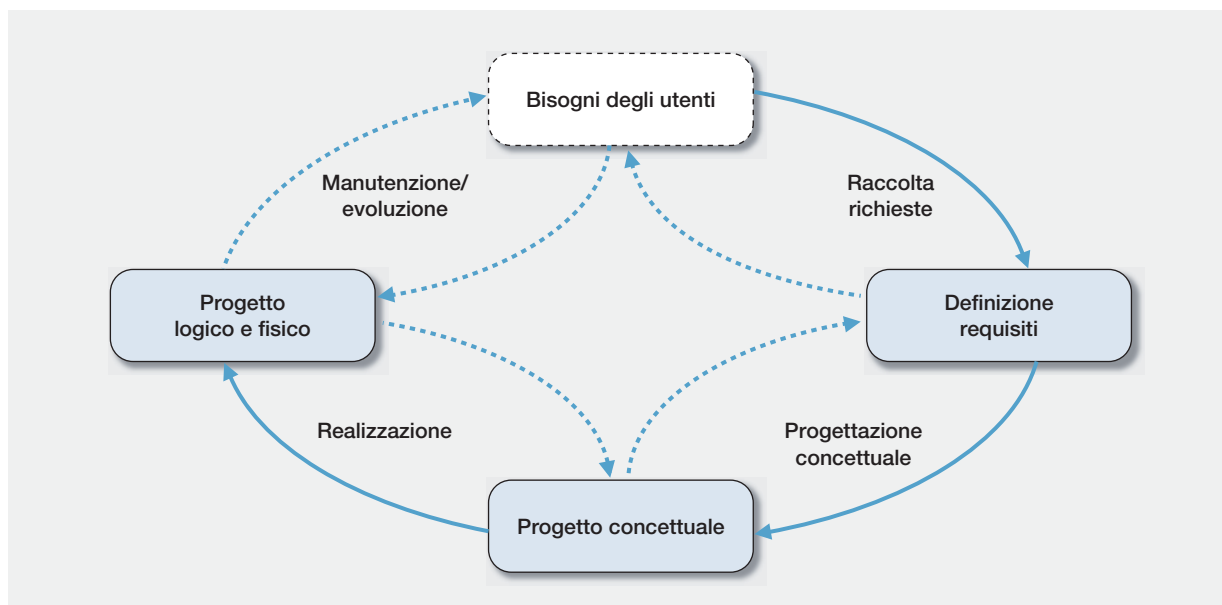 Bisogni degli utenti
Manutenzione/
evoluzione
Raccolta
richieste
Progetto
logico e fisico
Definizione
requisiti
Realizzazione
Progettazione
concettuale
Progetto concettuale